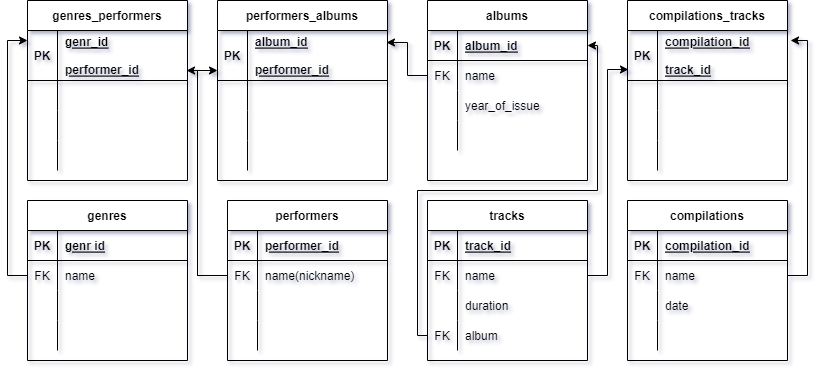 genres_performers
PK
genr_id
performer_id
performers_albums
PK
album_id
performer_id
albums
PK album_id
FK name
year_of_issue
compilations_tracks
PK
compilation_id
track_id
genres
PK genr id
FK name
performers
PK performer_id
FK name(nickname)
tracks
PK track_id
FK name
duration
FK album
compilations
PK compilation_id
FK name
date